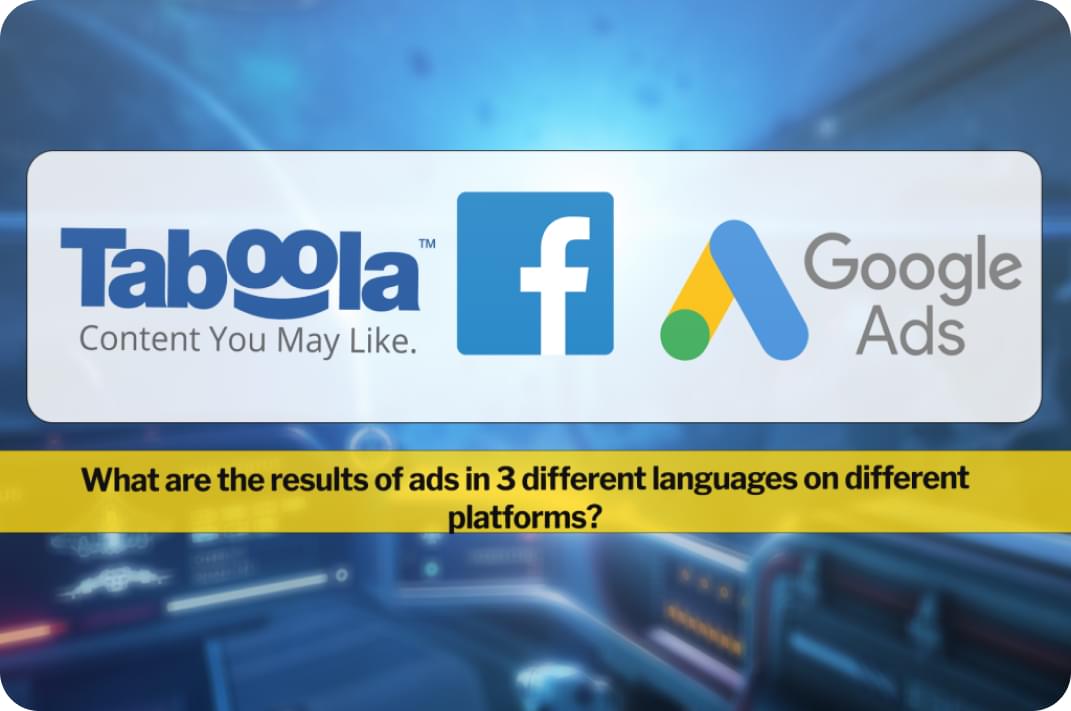 Taboola™
Content You May Like.
f
Google
Ads
What are the results of ads in 3 different languages on different
platforms?